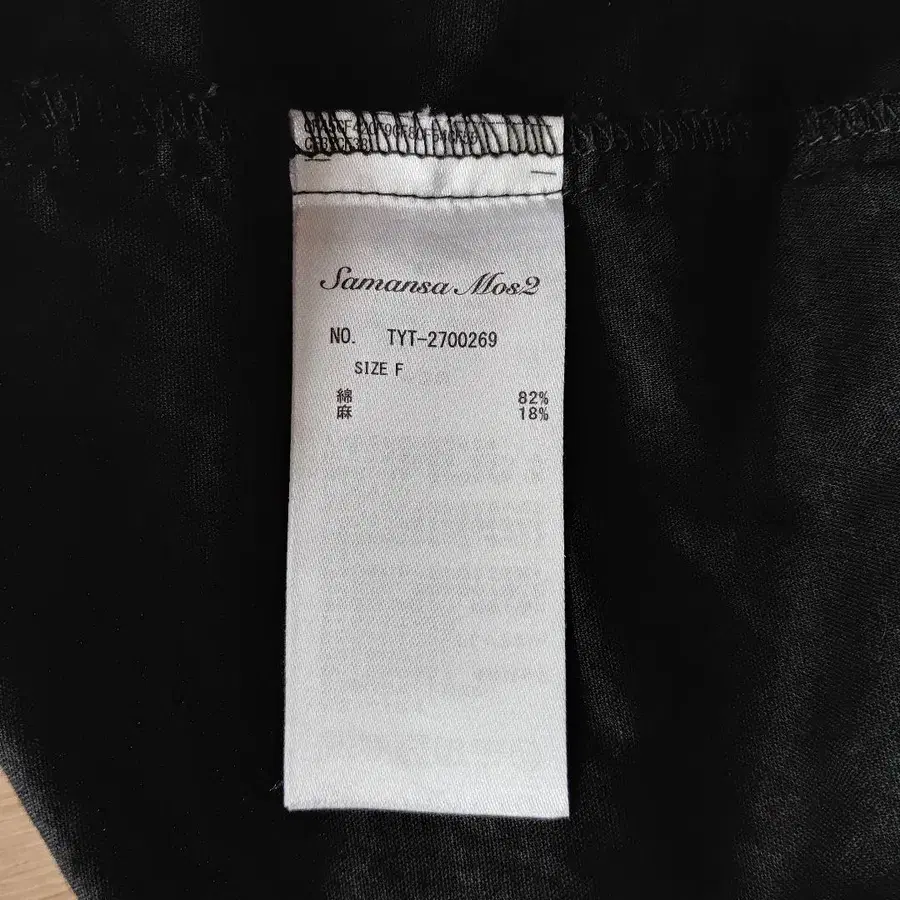 Samansa Mos2
NO. TYT-2700269
SIZE F
綿 82%
麻 18%